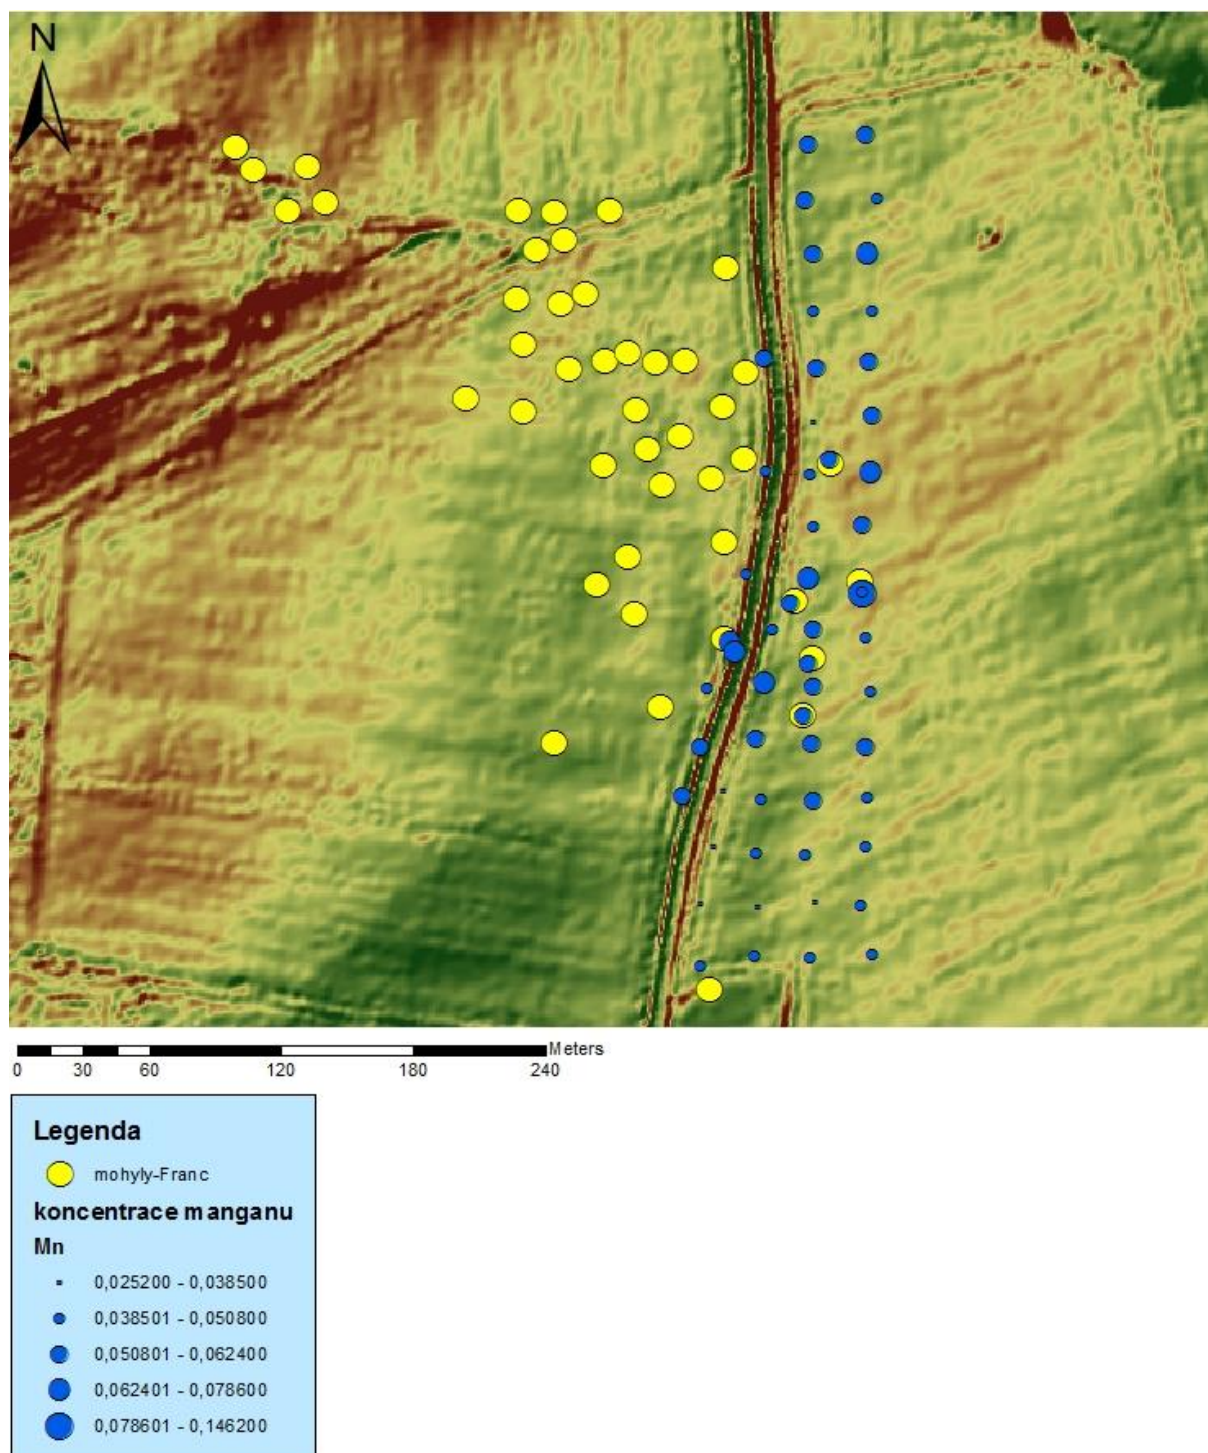 N
Meters
0 30 60 120 180 240
Legenda
mohyly-Franc
koncentrace manganu
Mn
0,025200 - 0,038500
0,038501 - 0,050800
0,050801 - 0,062400
0,062401 - 0,078600
0,078601 - 0,146200